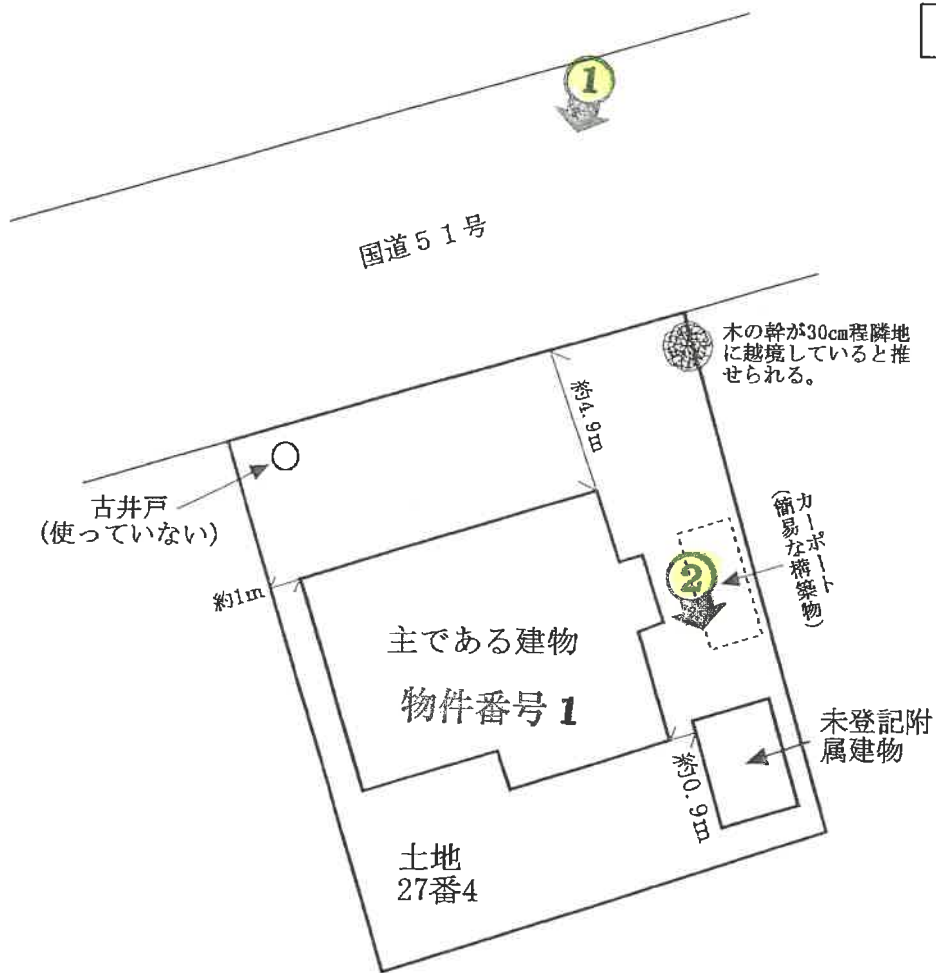 1
国道51号
木の幹が30cm程隣地
に越境していると推
せられる。
約4.9m
古井戸
(使っていない)
カーポート
(簡易な構築物)
約1m
2
主である建物
物件番号1
未登記附
属建物
約0.9m
土地
27番4